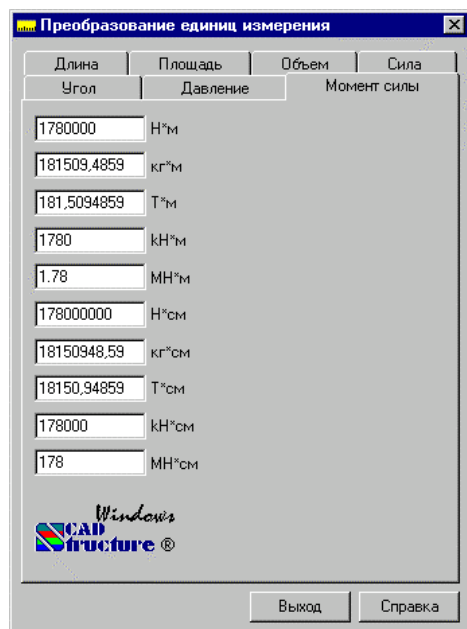 Преобразование единиц измерения
Длина Площадь Объем Сила
Угол Давление Момент силы
1780000 Н*м
181509,4859 кг*м
181,5094859 Т*м
1780 kН*м
1.78 МН*м
178000000 Н*см
18150948,59 кг*см
18150,94859 Т*см
178000 kН*см
178 МН*см
Windows
SCAD
Structure ®
Выход Справка